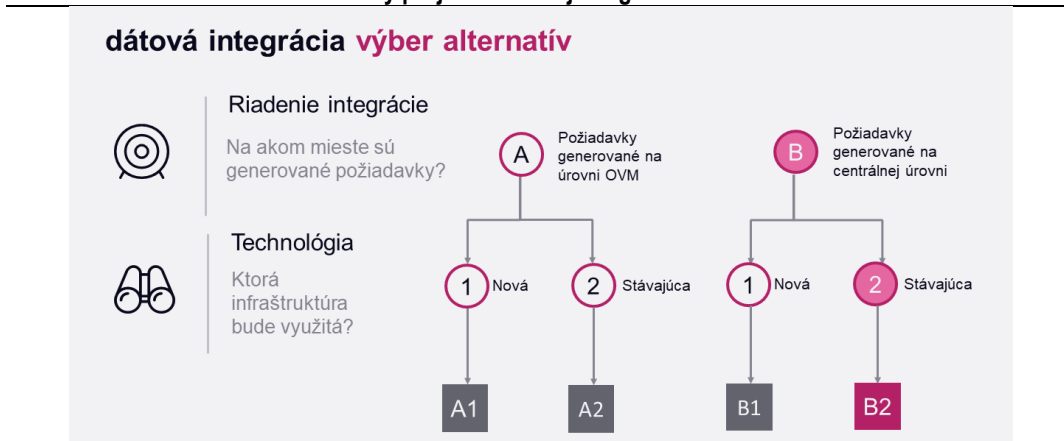 dátová integrácia výber alternatív
Riadenie integrácie
Na akom mieste sú
generované požiadavky?
A
Požiadavky
generované na
úrovni OVM
B
Požiadavky
generované na
centrálnej úrovni
Technológia
Ktorá
infraštruktúra
bude využitá?
1 Nová
2 Stávajúca
1 Nová
2 Stávajúca
A1
A2
B1
B2